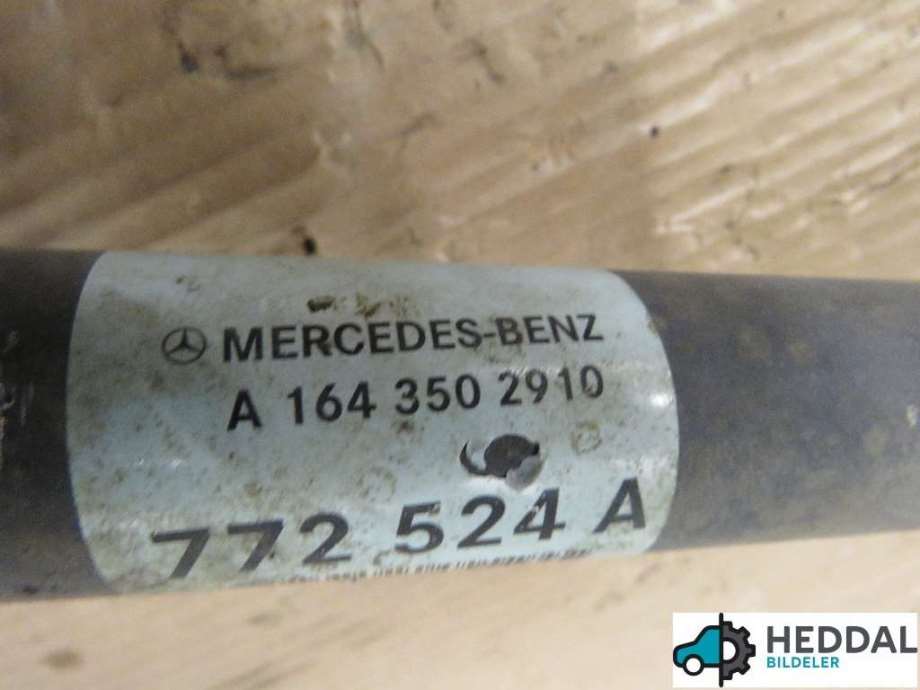 MERCEDES-BENZ
A 164 350 2910
772 524 A
HEDDAL
BILDELER